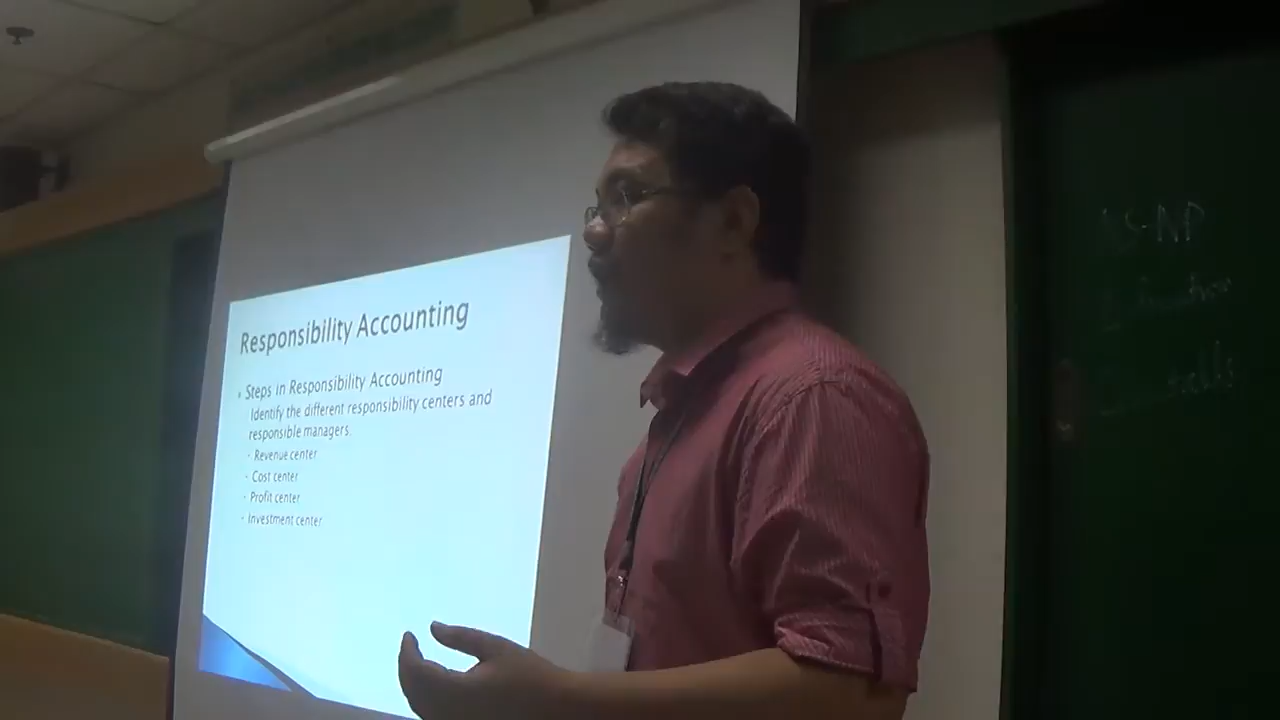 Responsibility Accounting
Steps in Responsibility Accounting
Identify the different responsibility centers and
responsible managers.
- Revenue center
- Cost center
- Profit center
- Investment center